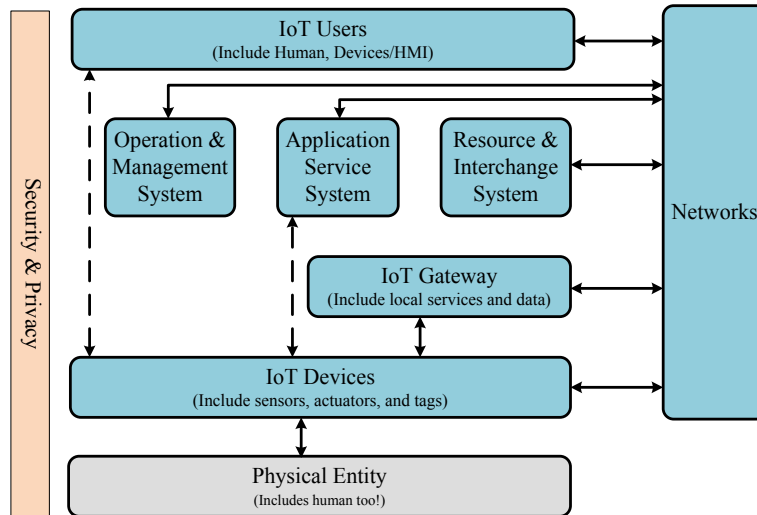 IoT Users
(Include Human, Devices/HMI)
Operation &
Management
System
Application
Service
System
Resource &
Interchange
System
Networks
Security & Privacy
IoT Gateway
(Include local services and data)
IoT Devices
(Include sensors, actuators, and tags)
Physical Entity
(Includes human too!)